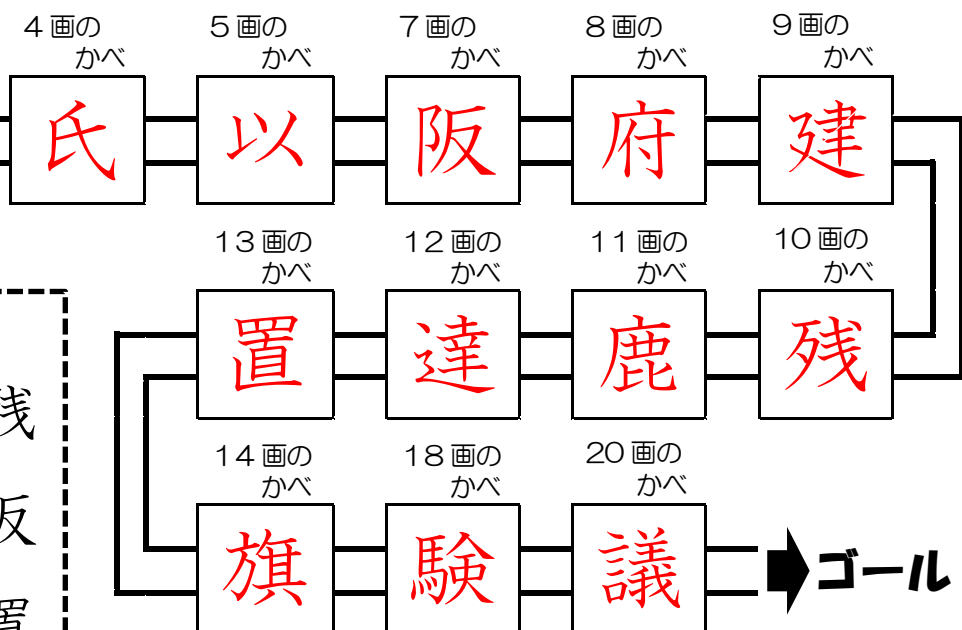 4画の
かべ
5画の
かべ
7画の
かべ
8画の
かべ
9画の
かべ
氏
以
阪
府
建
13画の
かべ
12画の
かべ
11画の
かべ
10画の
かべ
置
達
鹿
残
14画の
かべ
18画の
かべ
20画の
かべ
旗
験
議
ゴール